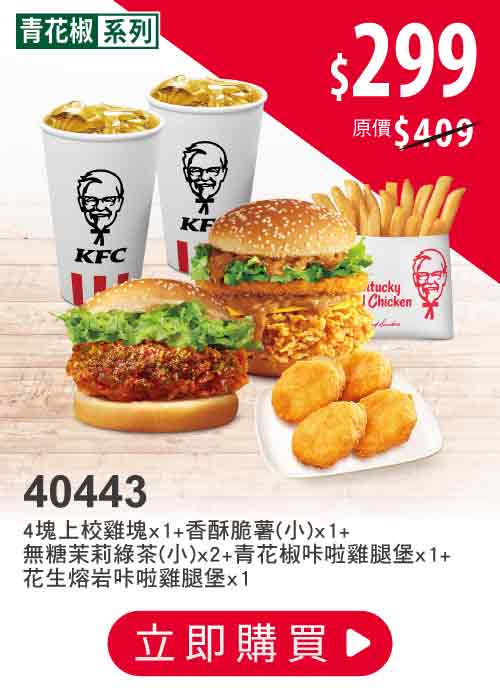 青花椒系列
$299
原價$409
KFC
KF
ntucky
l Chicken
40443
4塊上校雞塊x1+香酥脆薯(小)x1+
無糖茉莉綠茶(小)x2+青花椒咔啦雞腿堡x1+
花生熔岩咔啦雞腿堡x1
立即購買